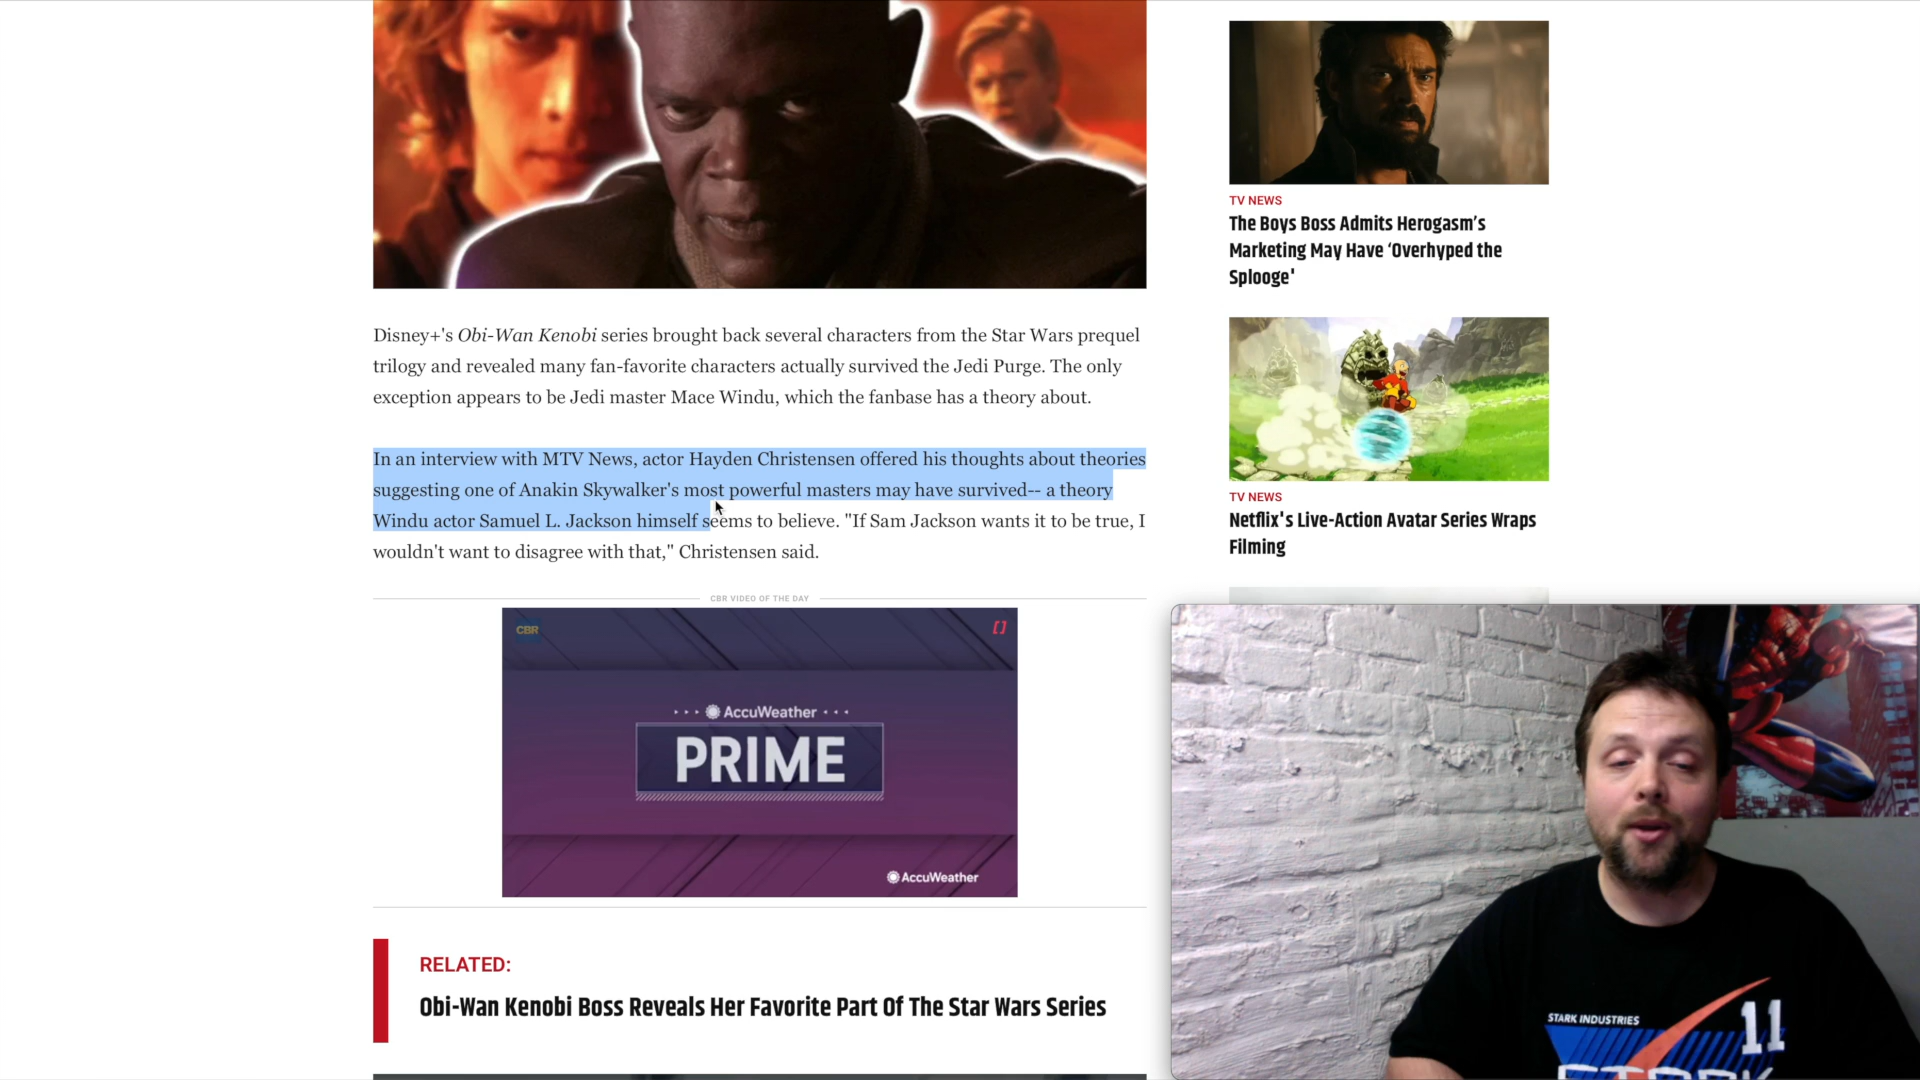 Disney+'s Obi-Wan Kenobi series brought back several characters from the Star Wars prequel
trilogy and revealed many fan-favorite characters actually survived the Jedi Purge. The only
exception appears to be Jedi master Mace Windu, which the fanbase has a theory about.
In an interview with MTV News, actor Hayden Christensen offered his thoughts about theories
suggesting one of Anakin Skywalker's most powerful masters may have survived-- a theory
Windu actor Samuel L. Jackson himself seems to believe. "If Sam Jackson wants it to be true, I
wouldn't want to disagree with that," Christensen said.
CBR VIDEO OF THE DAY
CBR
AccuWeather
PRIME
AccuWeather
RELATED:
Obi-Wan Kenobi Boss Reveals Her Favorite Part Of The Star Wars Series
TV NEWS
The Boys Boss Admits Herogasm’s
Marketing May Have ‘Overhyped the
Splooge'
TV NEWS
Netflix's Live-Action Avatar Series Wraps
Filming
STARK INDUSTRIES
11
STARK